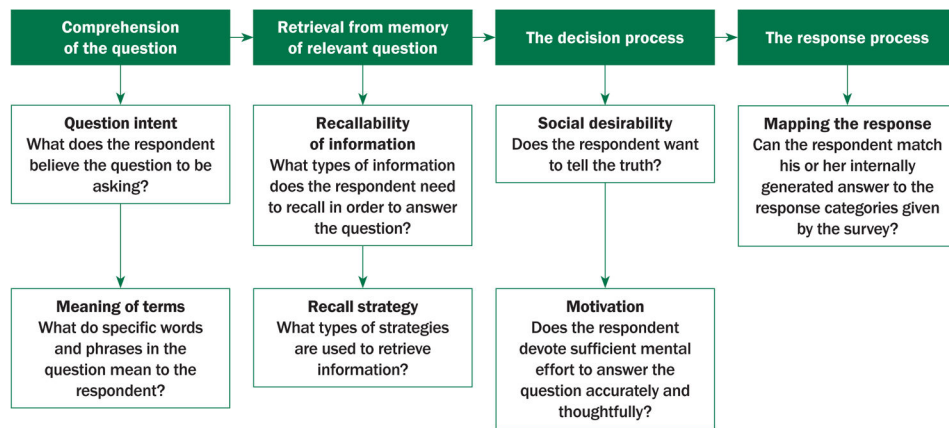 Comprehension
of the question
Retrieval from memory
of relevant question
The decision process
The response process
Question intent
What does the respondent
believe the question to be
asking?
Recallability
of information
What types of information
does the respondent need
to recall in order to answer
the question?
Social desirability
Does the respondent want
to tell the truth?
Mapping the response
Can the respondent match
his or her internally
generated answer to the
response categories given
by the survey?
Meaning of terms
What do specific words
and phrases in the
question mean to the
respondent?
Recall strategy
What types of strategies
are used to retrieve
information?
Motivation
Does the respondent
devote sufficient mental
effort to answer the
question accurately and
thoughtfully?